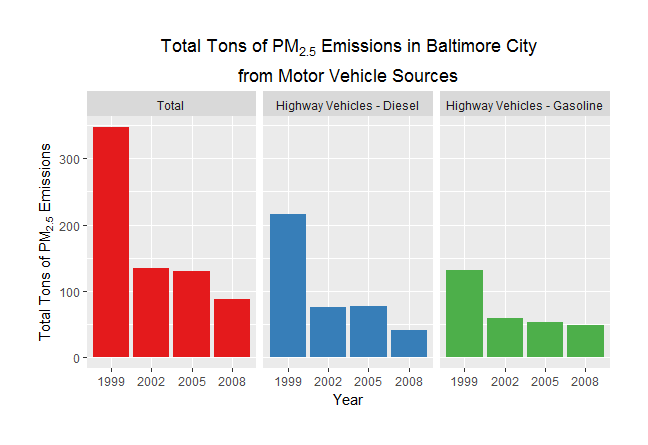 Total Tons of PM2.5 Emissions in Baltimore City
from Motor Vehicle Sources
Total
Highway Vehicles - Diesel
Highway Vehicles - Gasoline
Total Tons of PM2.5 Emissions
300
200
100
0
1999 2002 2005 2008
1999 2002 2005 2008
1999 2002 2005 2008
Year